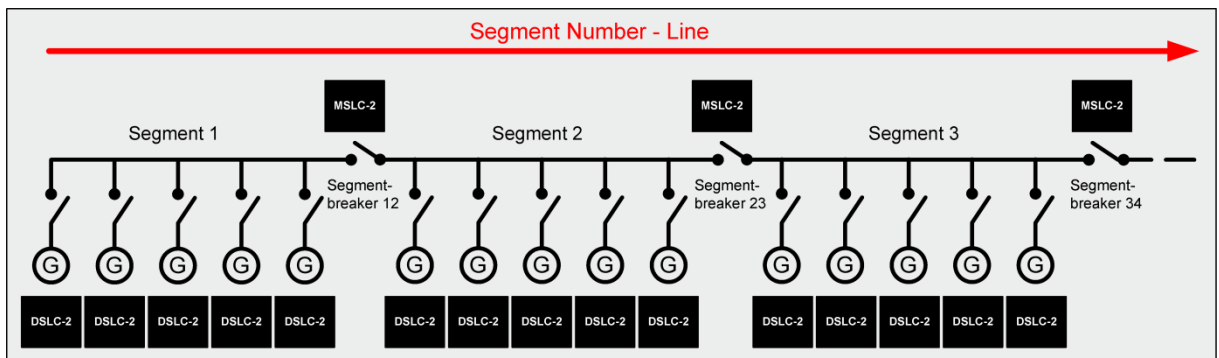 Segment Number - Line
MSLC-2
MSLC-2
MSLC-2
Segment 1
Segment 2
Segment 3
Segment-
breaker 12
Segment-
breaker 23
Segment-
breaker 34
G G G G G G G G G G G G G G G
DSLC-2 DSLC-2 DSLC-2 DSLC-2 DSLC-2 DSLC-2 DSLC-2 DSLC-2 DSLC-2 DSLC-2 DSLC-2 DSLC-2 DSLC-2 DSLC-2 DSLC-2